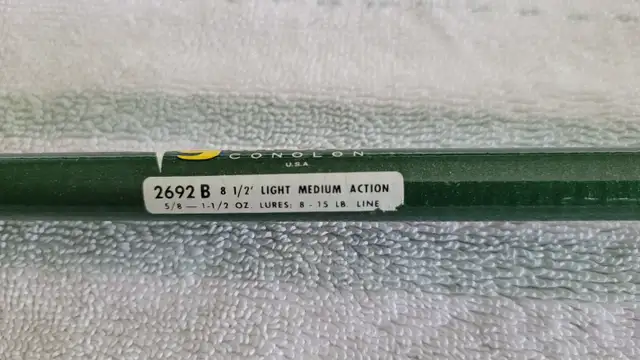 CONOLON
U.S.A
2692 B 8 1/2' LIGHT MEDIUM ACTION
5/8 — 1-1/2 OZ. LURES: 8 - 15 LB. LINE